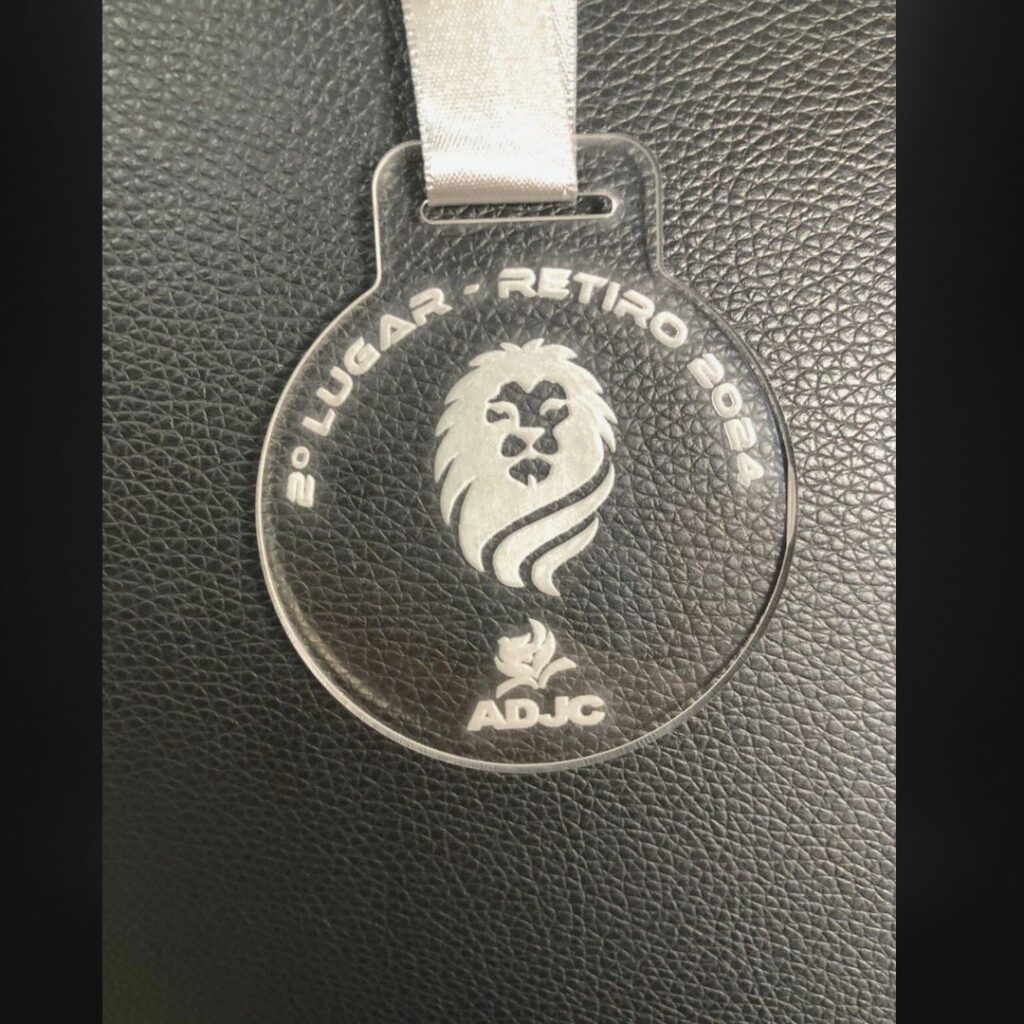 2º LUGAR - RETIRO 2024
ADJC